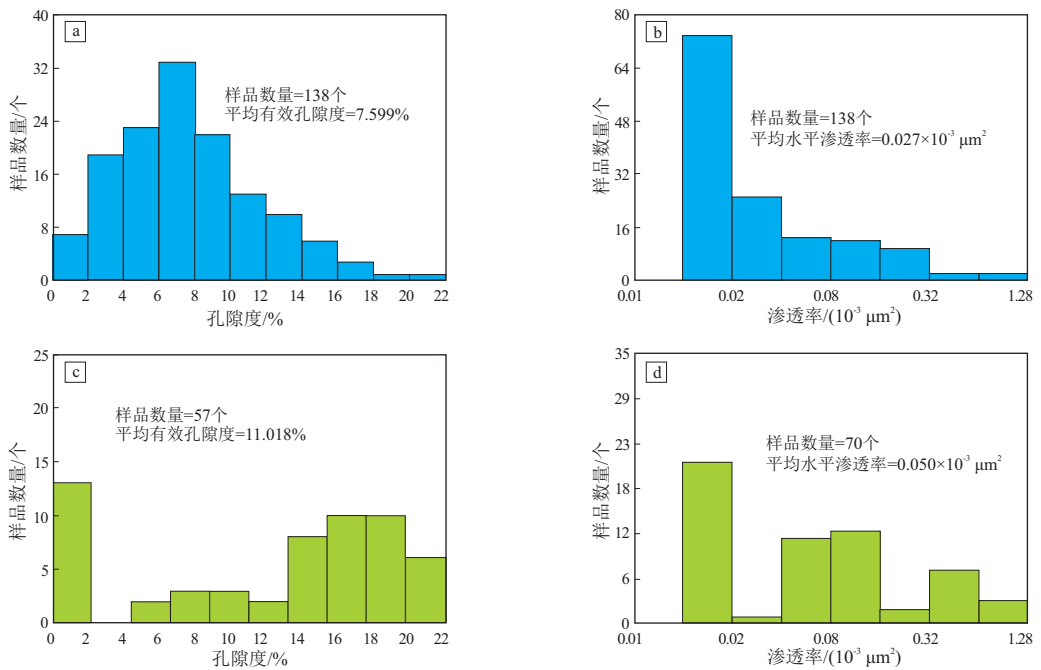 a
40
32
24
16
8
0
样品数量/个
样品数量=138个
平均有效孔隙度=7.599%
0 2 4 6 8 10 12 14 16 18 20 22
孔隙度/%
b
80
64
48
32
16
0
样品数量/个
样品数量=138个
平均水平渗透率=0.027×10⁻³ μm²
0.01 0.02 0.08 0.32 1.28
渗透率/(10⁻³ μm²)
c
25
20
15
10
5
0
样品数量/个
样品数量=57个
平均有效孔隙度=11.018%
0 2 4 6 8 10 12 14 16 18 20 22
孔隙度/%
d
35
29
23
18
12
6
0
样品数量/个
样品数量=70个
平均水平渗透率=0.050×10⁻³ μm²
0.01 0.02 0.08 0.32 1.28
渗透率/(10⁻³ μm²)